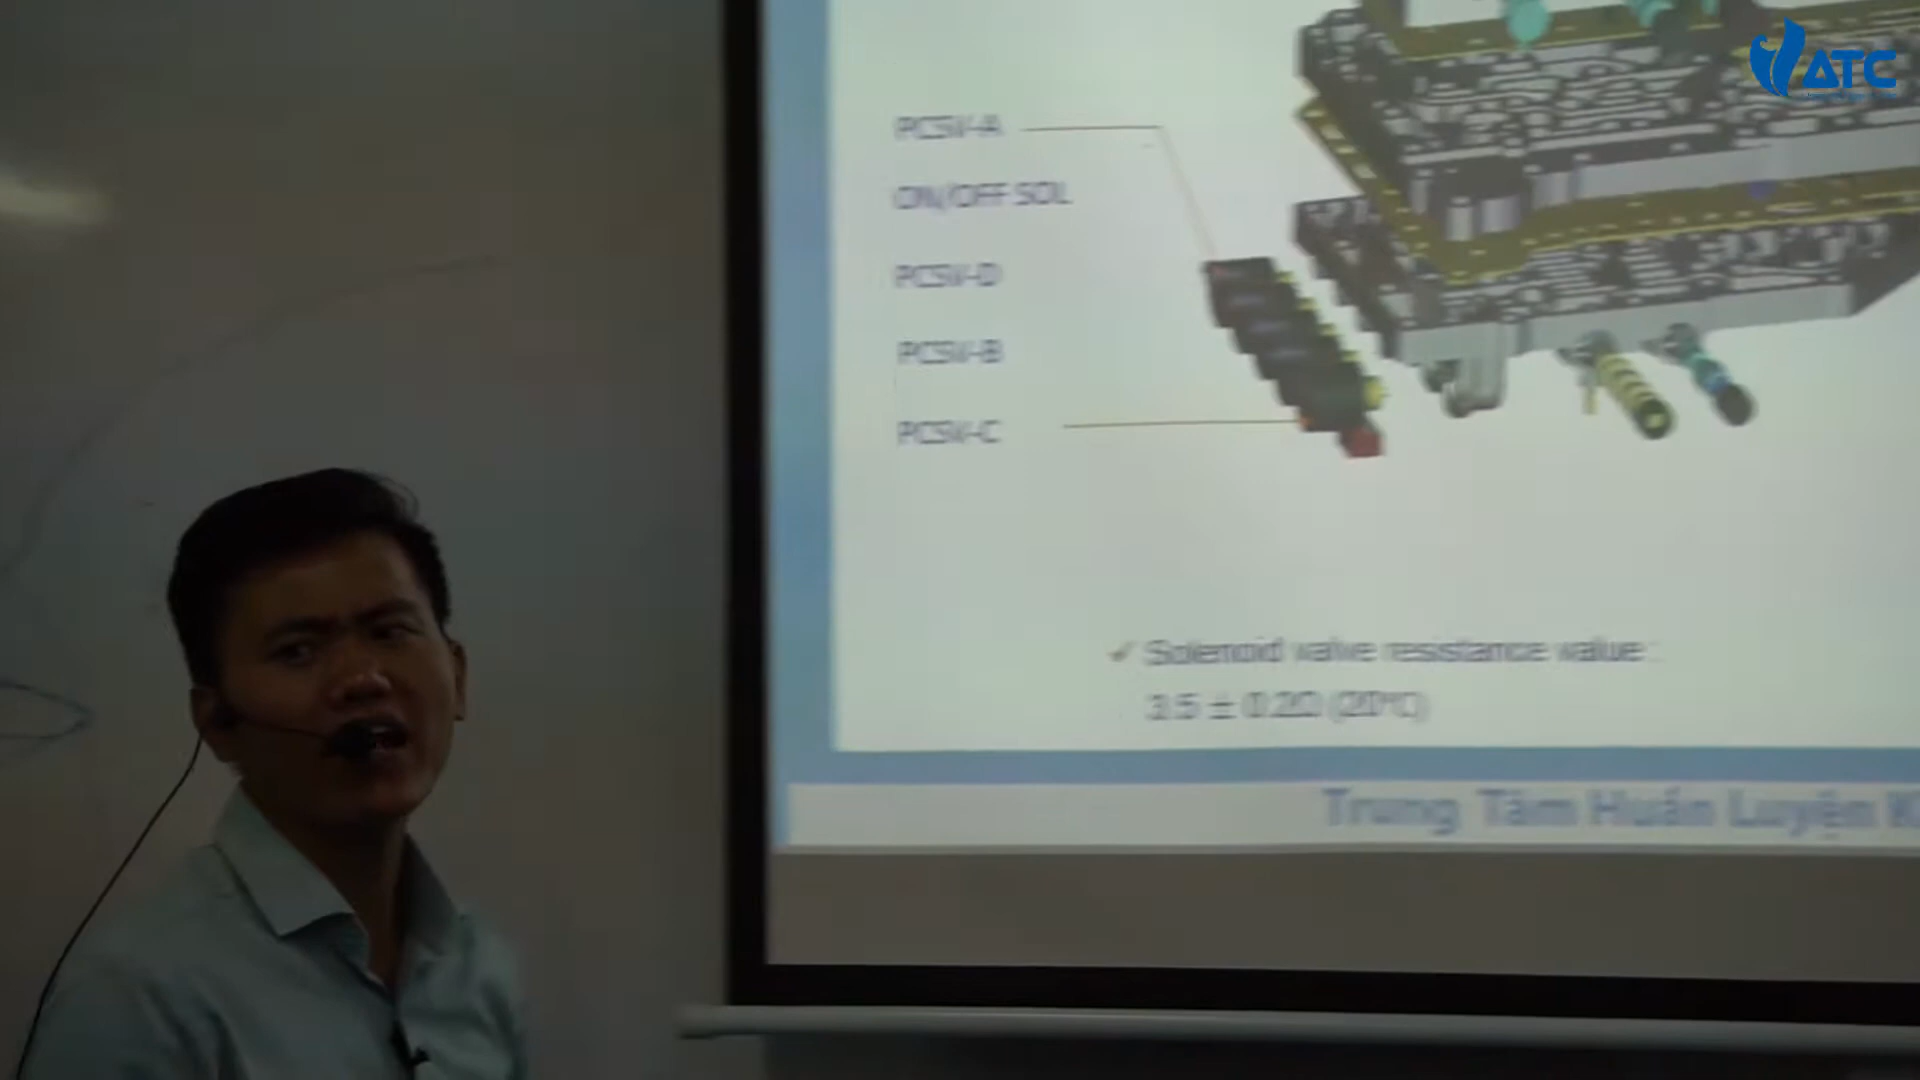 VATC
PCSV-A
ON/OFF SOL
PCSV-D
PCSV-B
PCSV-C
✓ Solenoid valve resistance value :
3.5 ± 0.2Ω (20℃)
Trung Tâm Huấn Luyện